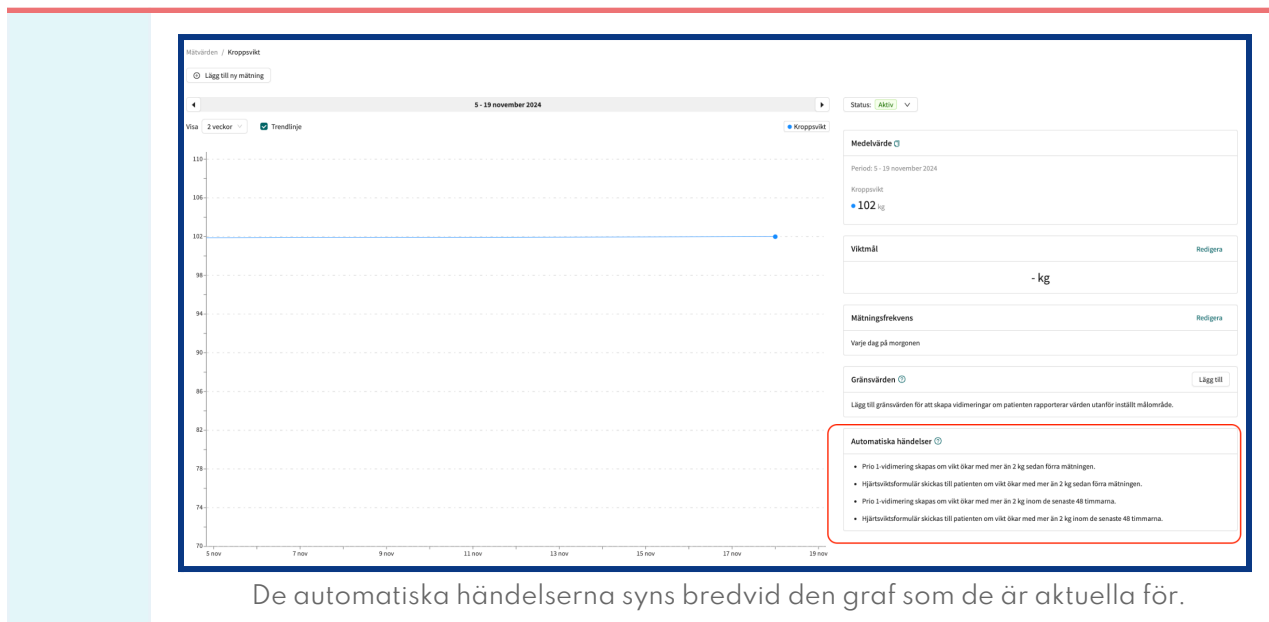 Mätvärden / Kroppsvikt
Lägg till ny mätning
5 - 19 november 2024
Status: Aktiv
Visa 2 veckor Trendlinje
Kroppsvikt
110
106
102
98
94
90
86
82
78
74
70
5 nov 7 nov 9 nov 11 nov 13 nov 15 nov 17 nov 19 nov
Medelvärde
Period: 5 - 19 november 2024
Kroppsvikt
102 kg
Viktmål Redigera
- kg
Mätningsfrekvens Redigera
Varje dag på morgonen
Gränsvärden Lägg till
Lägg till gränsvärden för att skapa vidimeringar om patienten rapporterar värden utanför inställt målområde.
Automatiska händelser
• Prio 1-vidimering skapas om vikt ökar med mer än 2 kg sedan förra mätningen.
• Hjärtsviktsformulär skickas till patienten om vikt ökar med mer än 2 kg sedan förra mätningen.
• Prio 1-vidimering skapas om vikt ökar med mer än 2 kg inom de senaste 48 timmarna.
• Hjärtsviktsformulär skickas till patienten om vikt ökar med mer än 2 kg inom de senaste 48 timmarna.
De automatiska händelserna syns bredvid den graf som de är aktuella för.